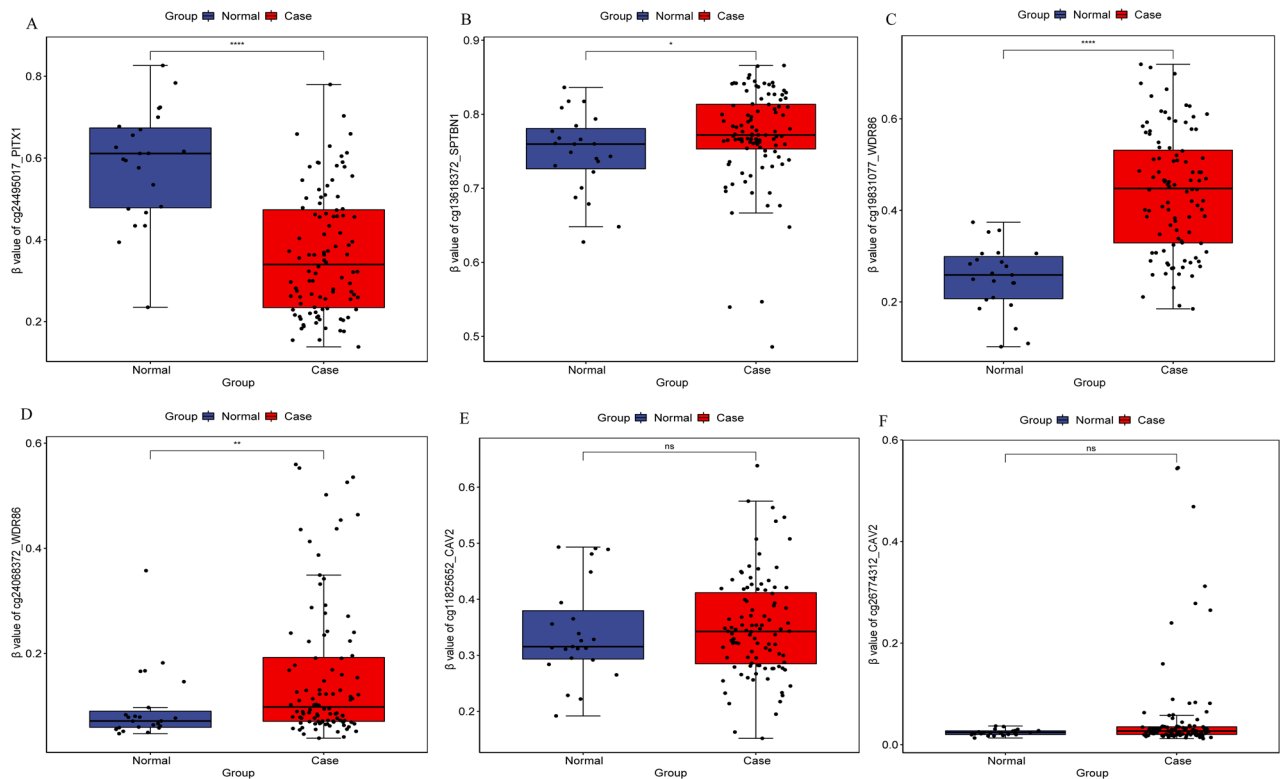 A
Group Normal Case
****
β value of cg24495017_PITX1
0.8
0.6
0.4
0.2
Normal Case
Group
B
Group Normal Case
*
β value of cg13618372_SPTBN1
0.9
0.8
0.7
0.6
0.5
Normal Case
Group
C
Group Normal Case
****
β value of cg19831077_WDR86
0.6
0.4
0.2
Normal Case
Group
D
Group Normal Case
**
β value of cg24068372_WDR86
0.6
0.4
0.2
Normal Case
Group
E
Group Normal Case
ns
β value of cg11825652_CAV2
0.6
0.5
0.4
0.3
0.2
Normal Case
Group
F
Group Normal Case
ns
β value of cg26774312_CAV2
0.6
0.4
0.2
0.0
Normal Case
Group